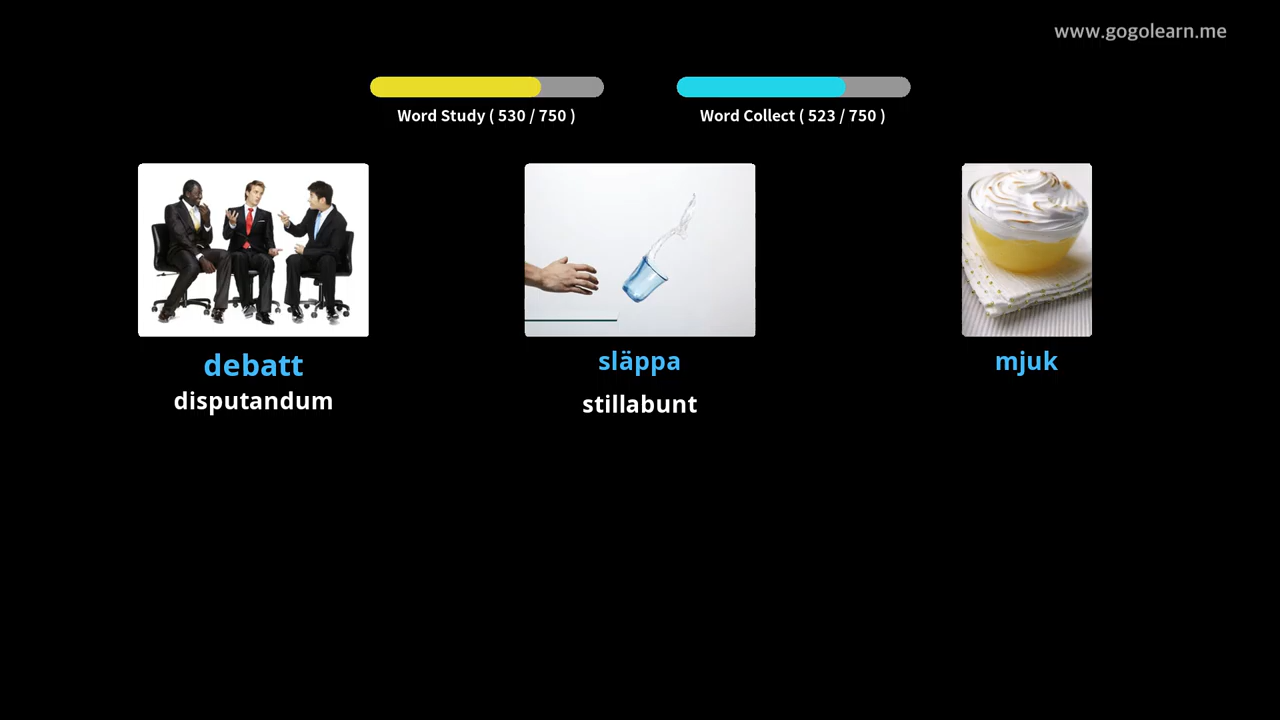 www.gogolearn.me
Word Study ( 530 / 750 )
Word Collect ( 523 / 750 )
debatt
disputandum
släppa
stillabunt
mjuk